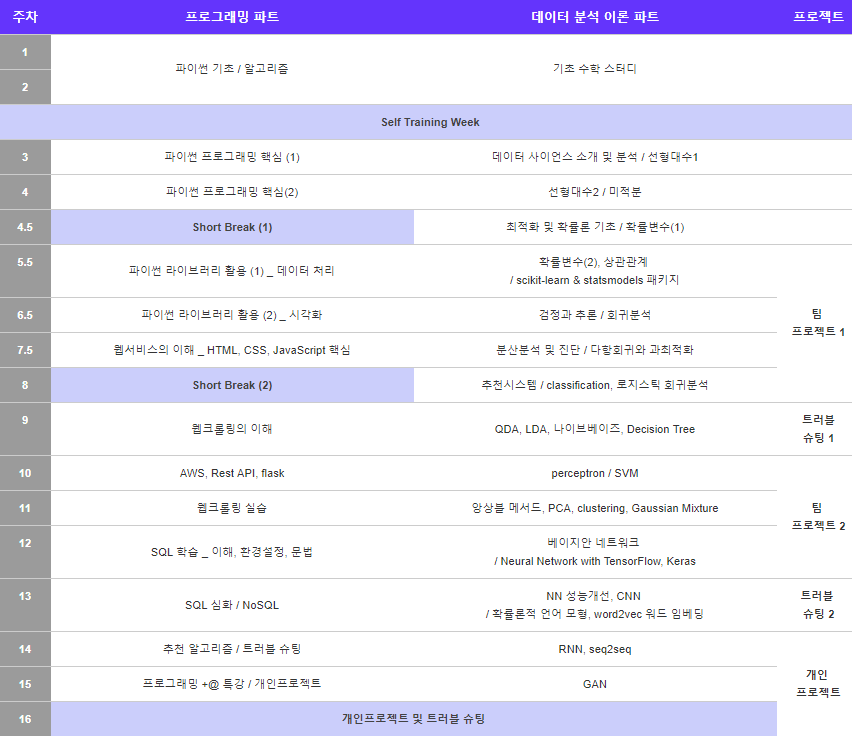 주차 프로그래밍 파트 데이터 분석 이론 파트 프로젝트
1
파이썬 기초 / 알고리즘 기초 수학 스터디
2
Self Training Week
3 파이썬 프로그래밍 핵심 (1) 데이터 사이언스 소개 및 분석 / 선형대수1
4 파이썬 프로그래밍 핵심(2) 선형대수2 / 미적분
4.5 Short Break (1) 최적화 및 확률론 기초 / 확률변수(1)
5.5 파이썬 라이브러리 활용 (1) _ 데이터 처리 확률변수(2), 상관관계
/ scikit-learn & statsmodels 패키지
6.5 파이썬 라이브러리 활용 (2) _ 시각화 검정과 추론 / 회귀분석
팀
프로젝트 1
7.5 웹서비스의 이해 _ HTML, CSS, JavaScript 핵심 분산분석 및 진단 / 다항회귀와 과최적화
8 Short Break (2) 추천시스템 / classification, 로지스틱 회귀분석
9 웹크롤링의 이해 QDA, LDA, 나이브베이즈, Decision Tree
트러블
슈팅 1
10 AWS, Rest API, flask perceptron / SVM
11 웹크롤링 실습 앙상블 메서드, PCA, clustering, Gaussian Mixture
팀
프로젝트 2
12 SQL 학습 _ 이해, 환경설정, 문법 베이지안 네트워크
/ Neural Network with TensorFlow, Keras
13 SQL 심화 / NoSQL NN 성능개선, CNN
/ 확률론적 언어 모형, word2vec 워드 임베딩
트러블
슈팅 2
14 추천 알고리즘 / 트러블 슈팅 RNN, seq2seq
15 프로그래밍 +@ 특강 / 개인프로젝트 GAN
개인
프로젝트
16 개인프로젝트 및 트러블 슈팅